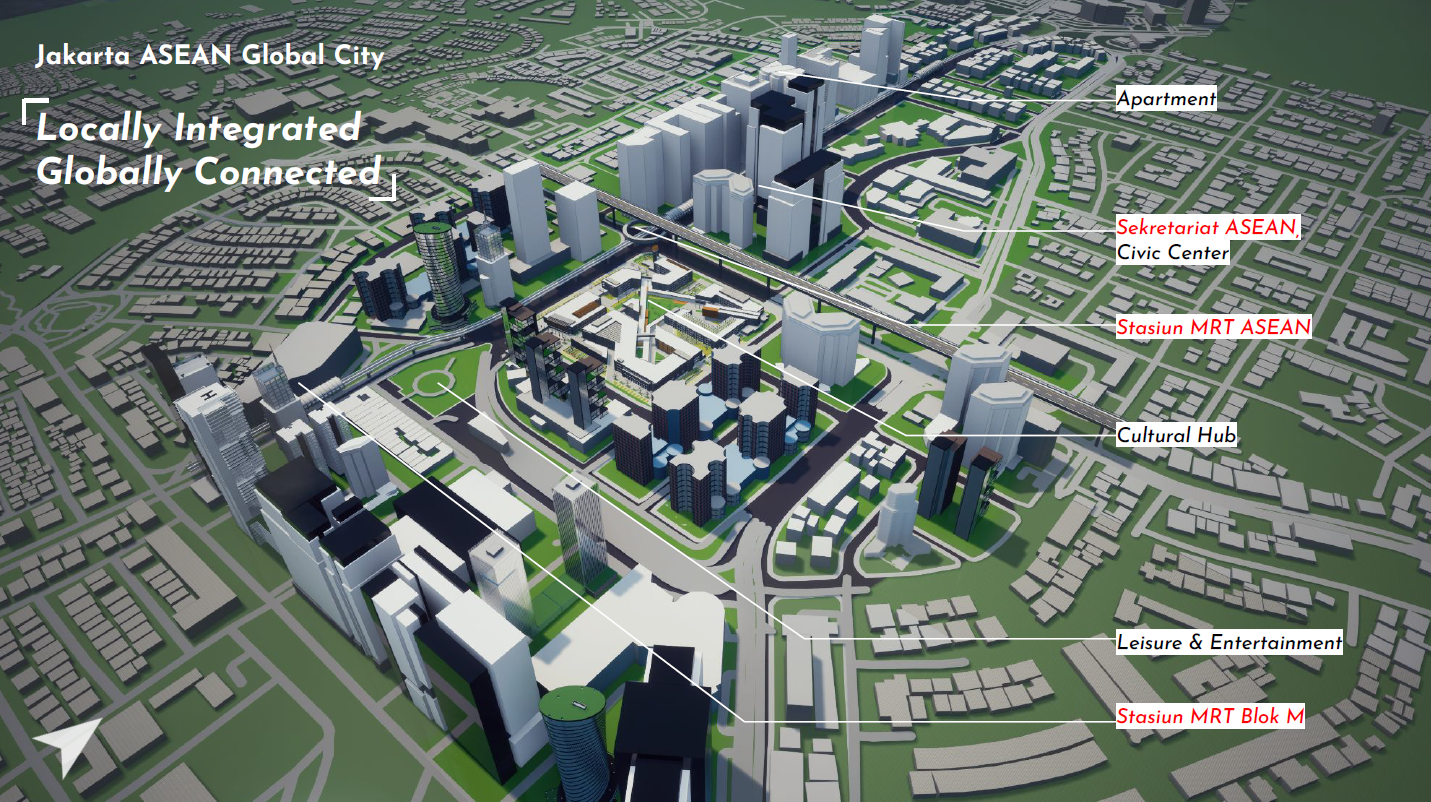 Jakarta ASEAN Global City
Locally Integrated
Globally Connected
Apartment
Sekretariat ASEAN,
Civic Center
Stasiun MRT ASEAN
Cultural Hub
Leisure & Entertainment
Stasiun MRT Blok M
H